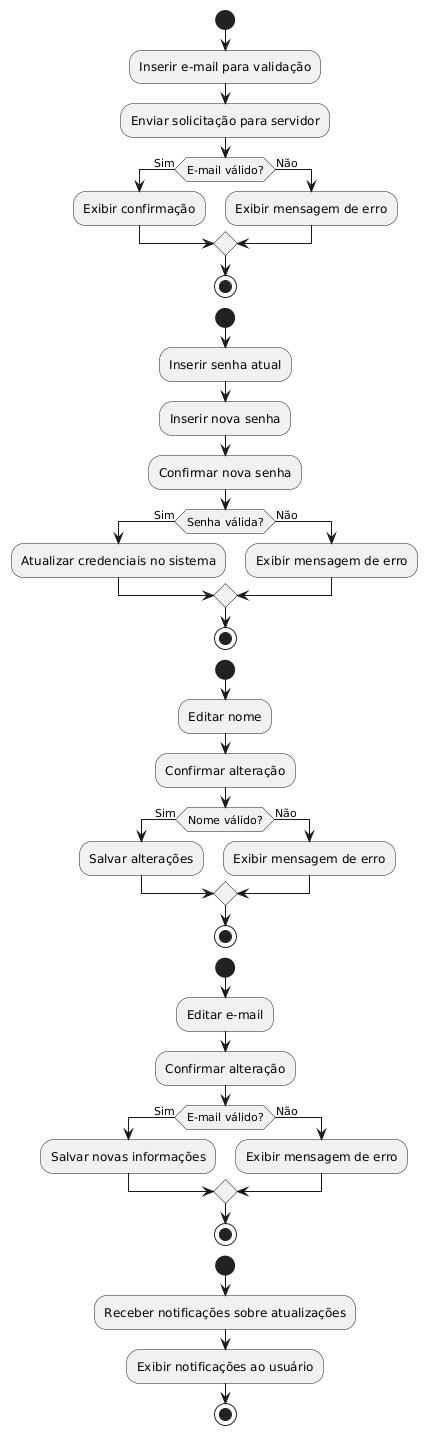 Inserir e-mail para validação
Enviar solicitação para servidor
Sim
E-mail válido?
Não
Exibir confirmação
Exibir mensagem de erro
Inserir senha atual
Inserir nova senha
Confirmar nova senha
Sim
Senha válida?
Não
Atualizar credenciais no sistema
Exibir mensagem de erro
Editar nome
Confirmar alteração
Sim
Nome válido?
Não
Salvar alterações
Exibir mensagem de erro
Editar e-mail
Confirmar alteração
Sim
E-mail válido?
Não
Salvar novas informações
Exibir mensagem de erro
Receber notificações sobre atualizações
Exibir notificações ao usuário